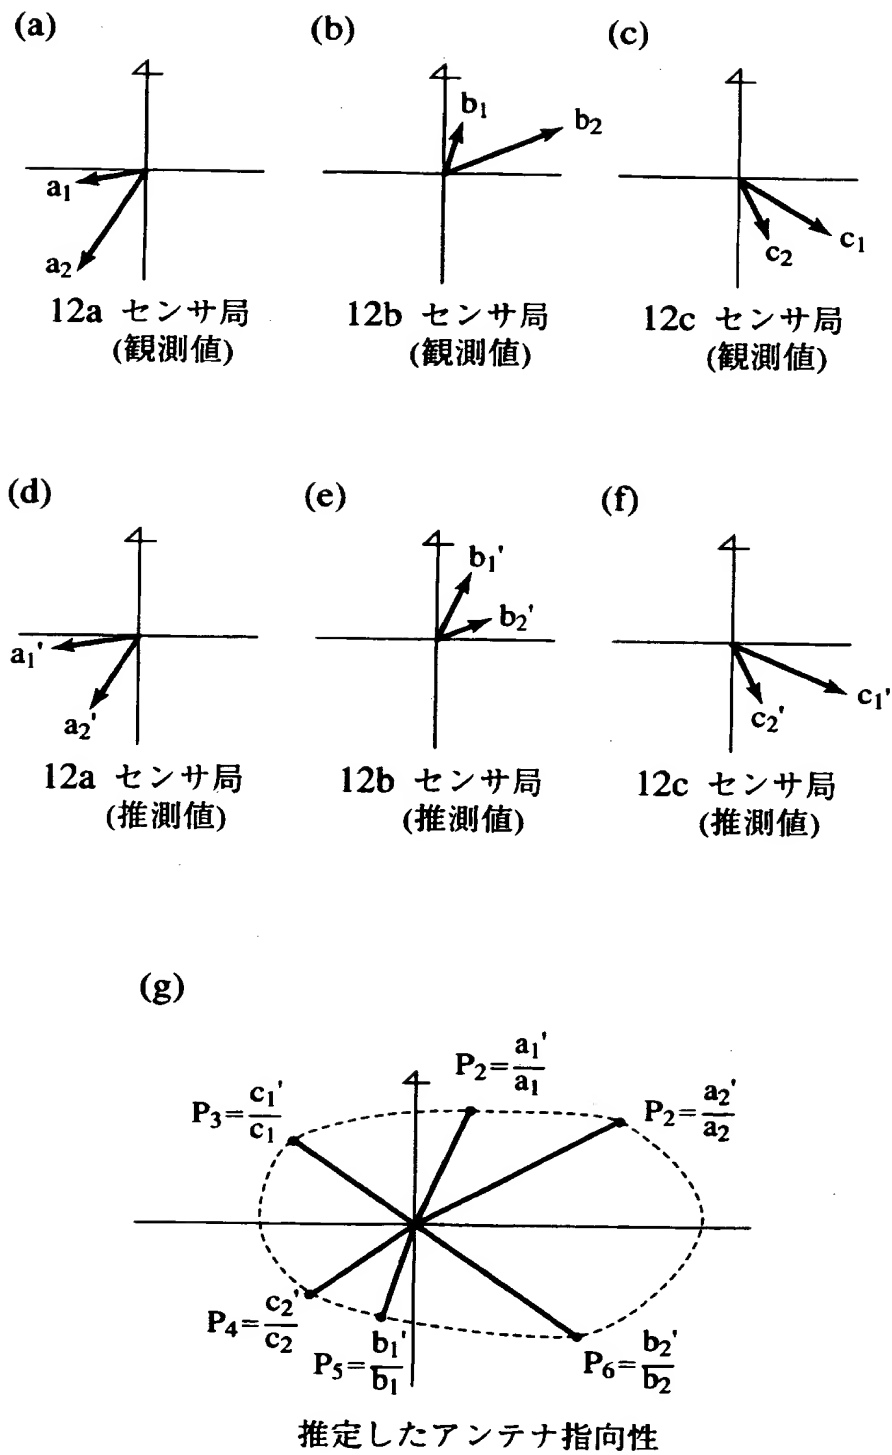 (a)
(b)
(c)
a1
a2
b1
b2
c2
c1
12a センサ局
(観測値)
12b センサ局
(観測値)
12c センサ局
(観測値)
(d)
(e)
(f)
a1'
a2'
b1'
b2'
c2'
c1'
12a センサ局
(推測値)
12b センサ局
(推測値)
12c センサ局
(推測値)
(g)
P3=c1'/c1
P2=a1'/a1
P2=a2'/a2
P4=c2'/c2
P5=b1'/b1
P6=b2'/b2
推定したアンテナ指向性